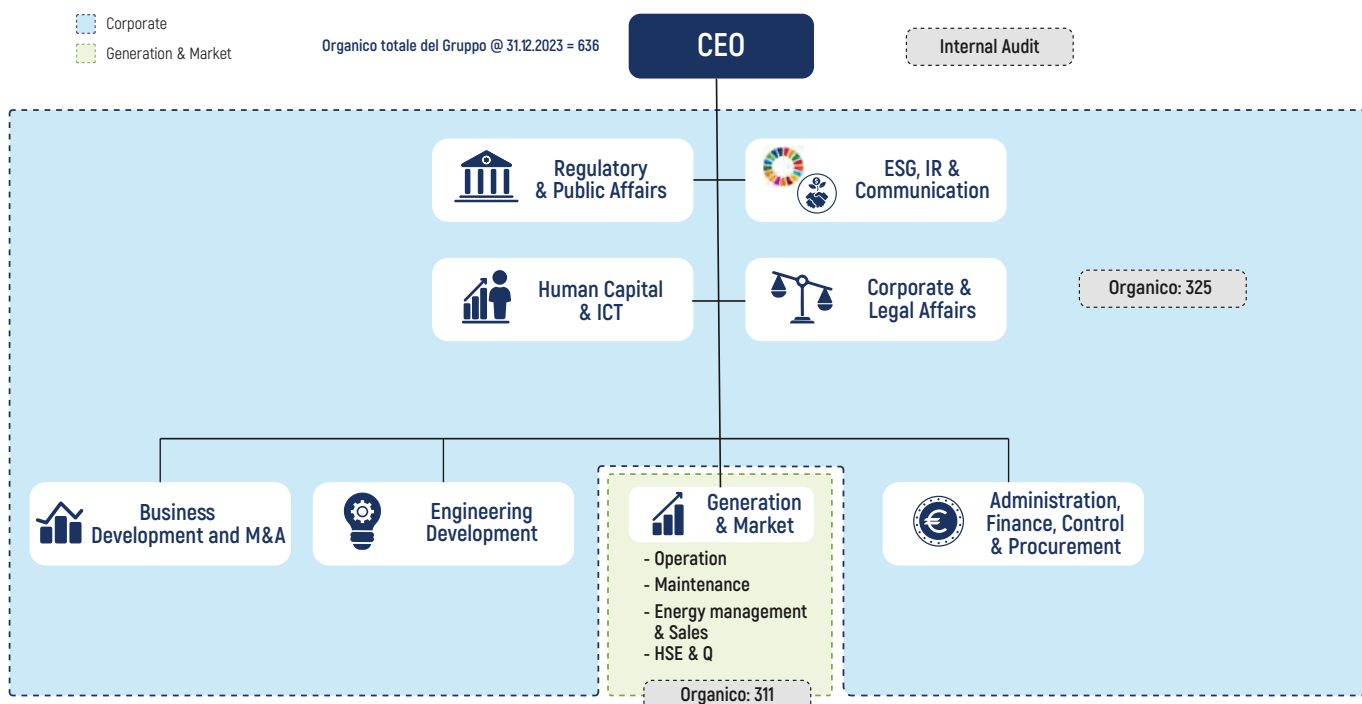 Corporate
Generation & Market
Organico totale del Gruppo @ 31.12.2023 = 636
CEO
Internal Audit
Regulatory
& Public Affairs
ESG, IR &
Communication
Human Capital
& ICT
Corporate &
Legal Affairs
Organico: 325
Business
Development and M&A
Engineering
Development
Generation
& Market
- Operation
- Maintenance
- Energy management
& Sales
- HSE & Q
Administration,
Finance, Control
& Procurement
Organico: 311